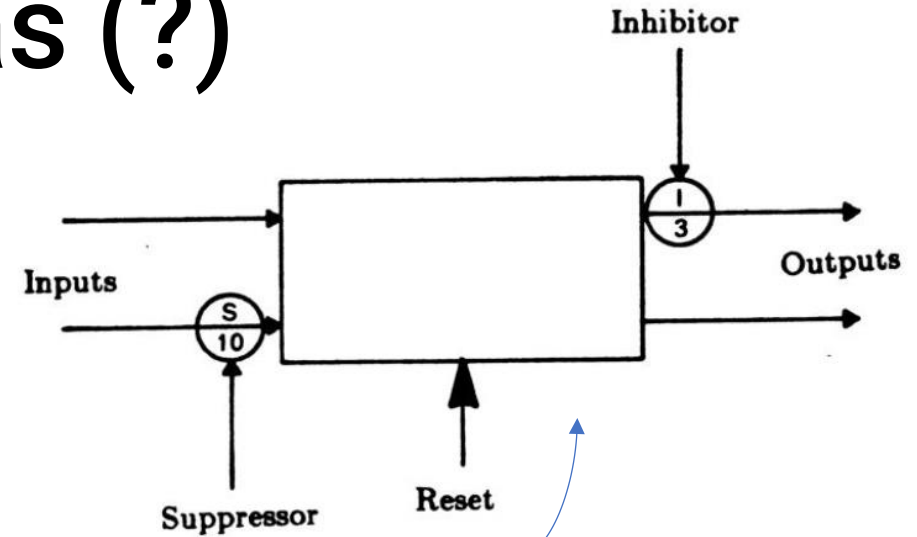 s (?)
Inhibitor
I
3
Inputs
Outputs
S
10
Suppressor
Reset